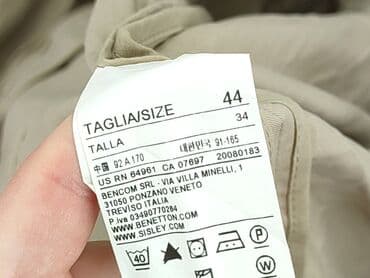 TAGLIA/SIZE 44
TALLA 34
中国 92 A 170 대한민국 91-165
US RN 64961 CA 07697 20080183
BENCOM SRL - VIA VILLA MINELLI, 1
31050 PONZANO VENETO
TREVISO ITALIA
P.iva 03490770264
WWW.BENETTON.COM
WWW.SISLEY.COM
40 P W